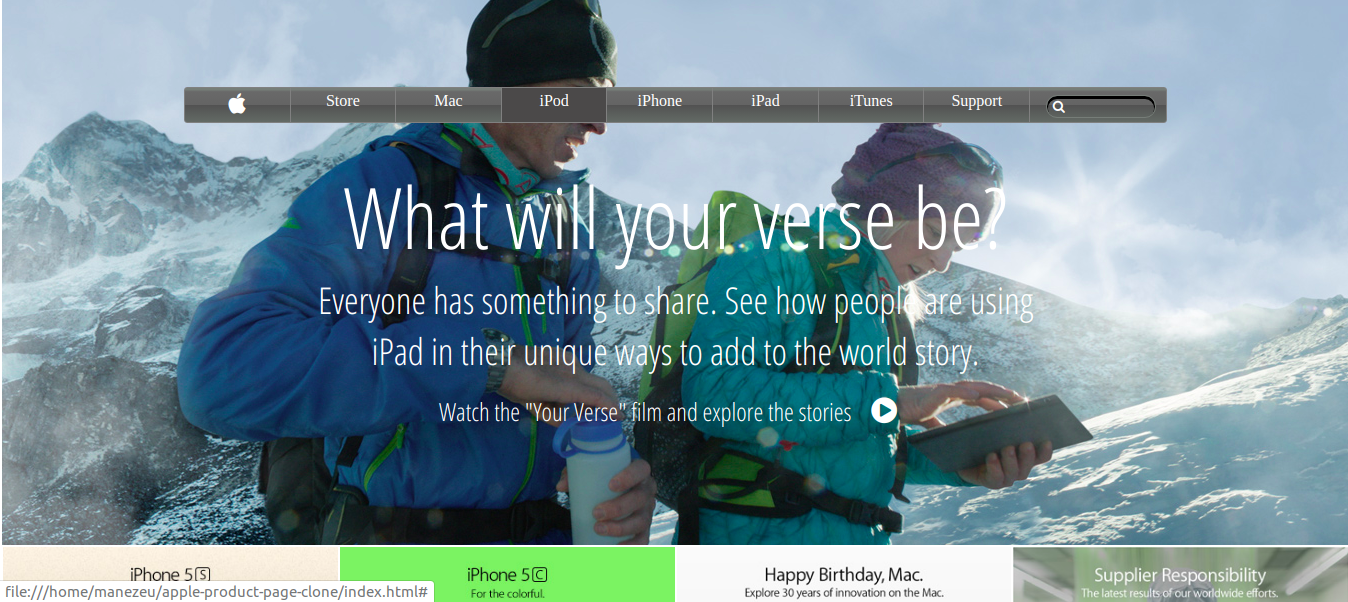 Store Mac iPod iPhone iPad iTunes Support
What will your verse be?
Everyone has something to share. See how people are using
iPad in their unique ways to add to the world story.
Watch the "Your Verse" film and explore the stories
iPhone 5S
iPhone 5C
For the colorful.
Happy Birthday, Mac.
Explore 30 years of innovation on the Mac.
Supplier Responsibility
The latest results of our worldwide efforts.
file:///home/manezeu/apple-product-page-clone/index.html#